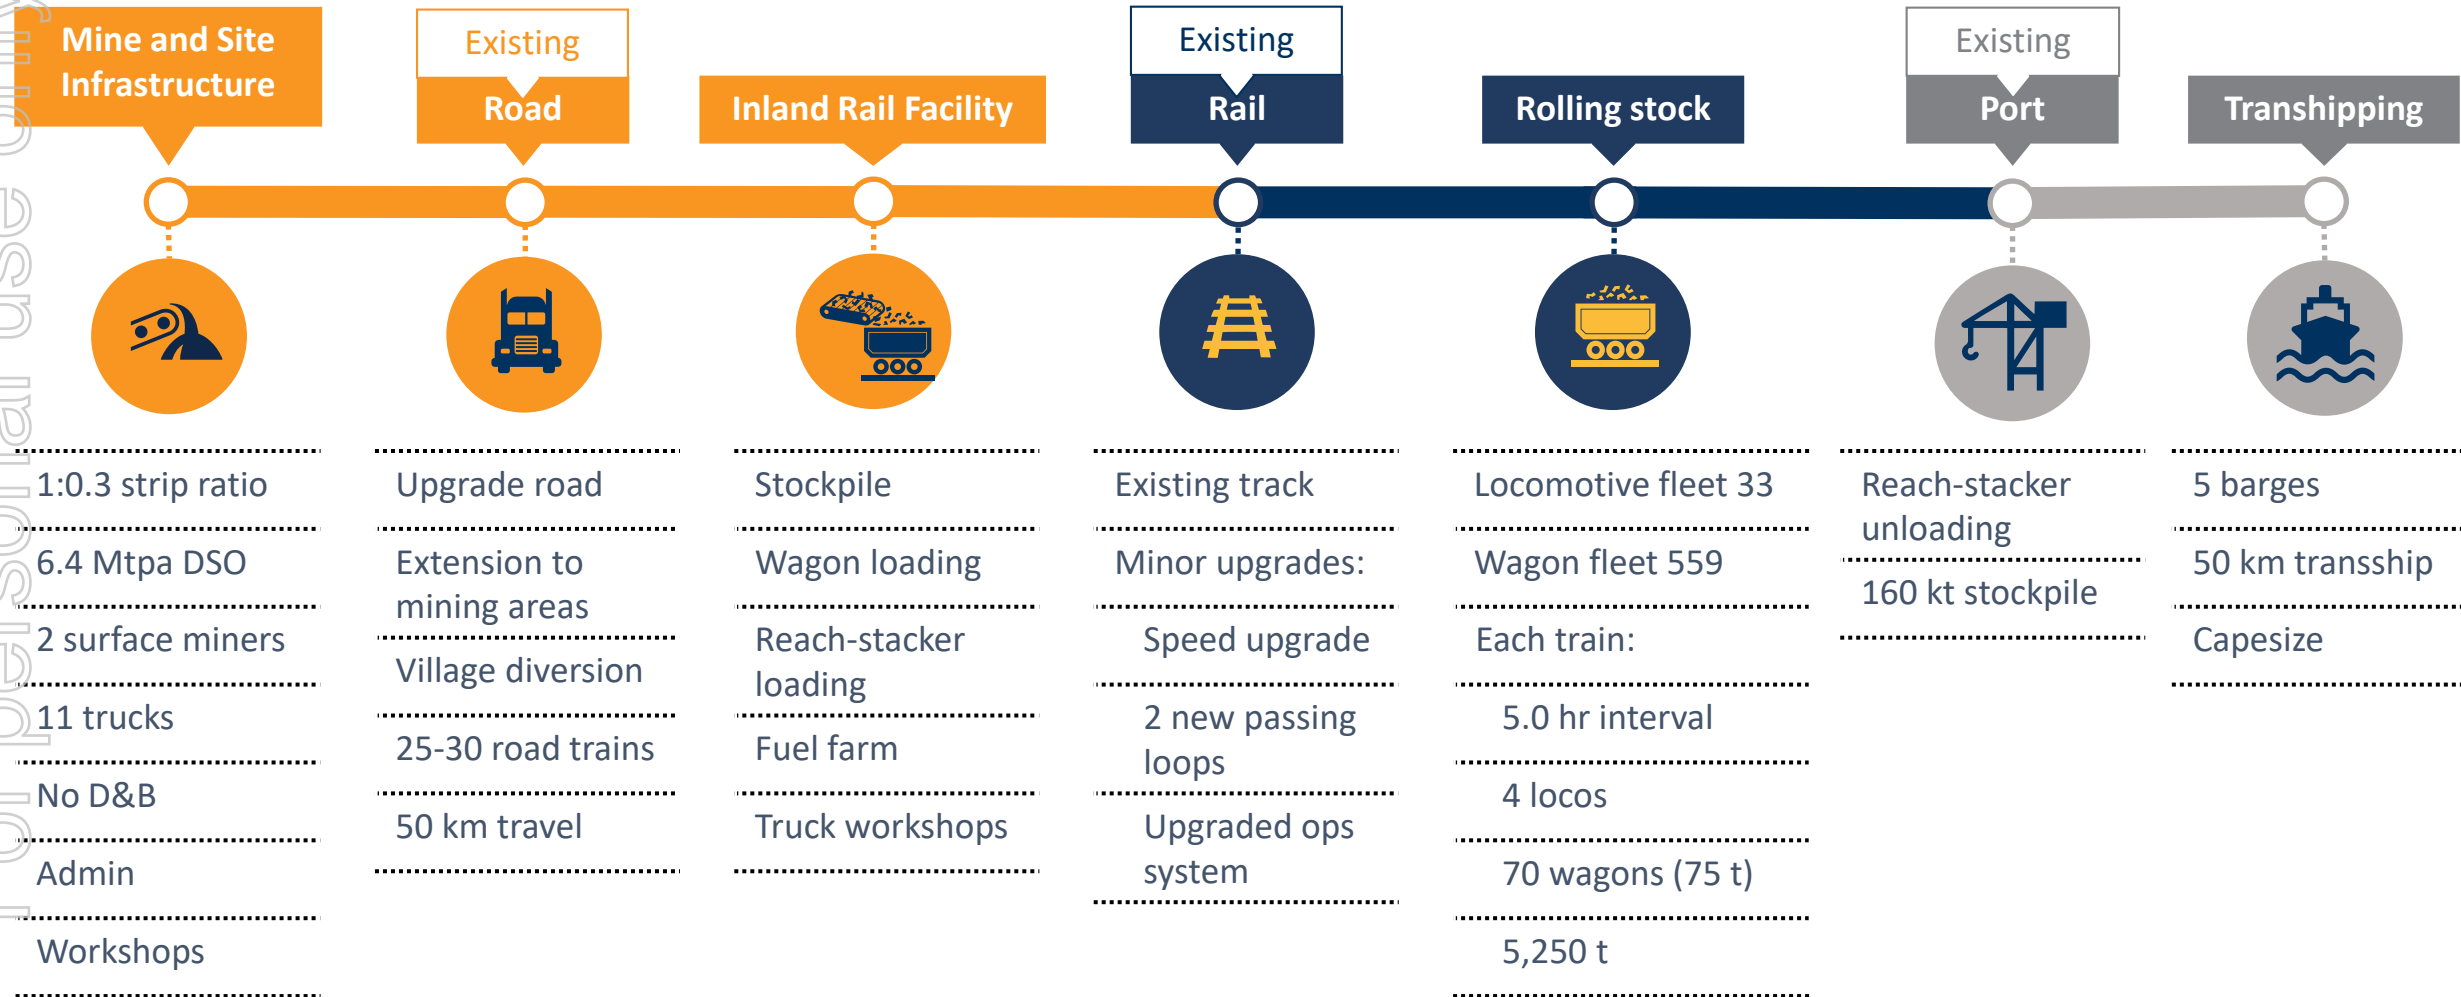 Mine and Site
Infrastructure
Existing
Road
Inland Rail Facility
Existing
Rail
Rolling stock
Existing
Port
Transhipping
1:0.3 strip ratio
6.4 Mtpa DSO
2 surface miners
11 trucks
No D&B
Admin
Workshops
Upgrade road
Extension to
mining areas
Village diversion
25-30 road trains
50 km travel
Stockpile
Wagon loading
Reach-stacker
loading
Fuel farm
Truck workshops
Existing track
Minor upgrades:
Speed upgrade
2 new passing
loops
Upgraded ops
system
Locomotive fleet 33
Wagon fleet 559
Each train:
5.0 hr interval
4 locos
70 wagons (75 t)
5,250 t
Reach-stacker
unloading
160 kt stockpile
5 barges
50 km transship
Capesize
For personal use only